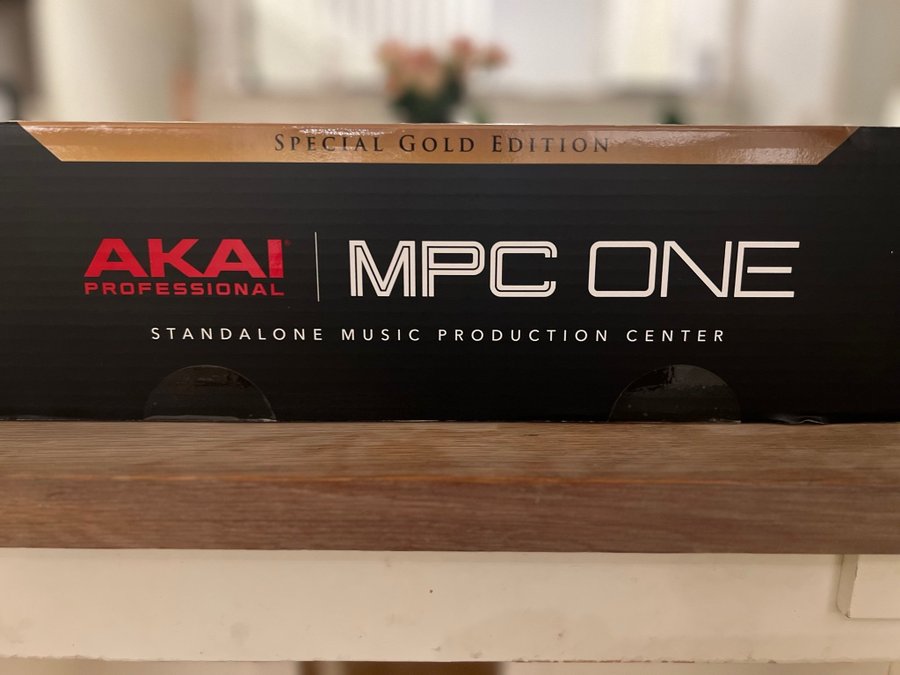 SPECIAL GOLD EDITION
AKAI
PROFESSIONAL
MPC ONE
STANDALONE MUSIC PRODUCTION CENTER